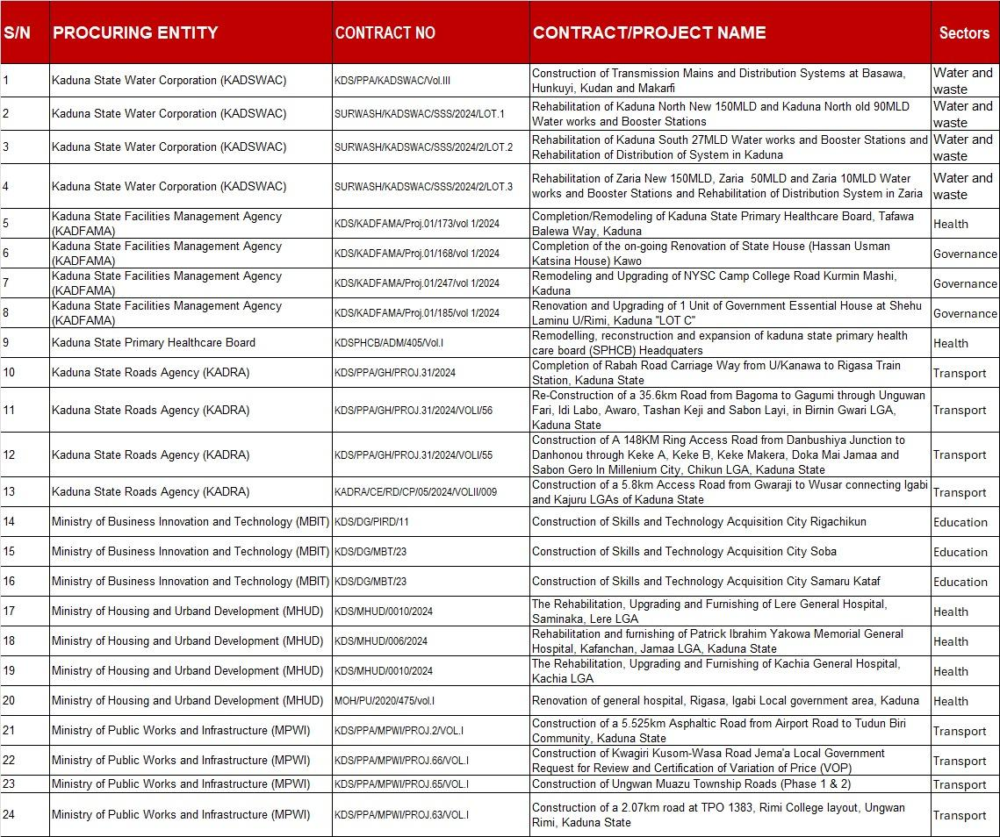 S/N PROCURING ENTITY CONTRACT NO CONTRACT/PROJECT NAME Sectors
1 Kaduna State Water Corporation (KADSWAC) KDS/PPA/KADSWAC/Vol.III Construction of Transmission Mains and Distribution Systems at Basawa, Water and
Hunkuyi, Kudan and Makarfi waste
2 Kaduna State Water Corporation (KADSWAC) SURWASH/KADSWAC/SSS/2024/LOT.1 Rehabilitation of Kaduna North New 150MLD and Kaduna North old 90MLD Water and
Water works and Booster Stations waste
3 Kaduna State Water Corporation (KADSWAC) SURWASH/KADSWAC/SSS/2024/2/LOT.2 Rehabilitation of Kaduna South 27MLD Water works and Booster Stations and Water and
Rehabilitation of Distribution of System in Kaduna waste
4 Kaduna State Water Corporation (KADSWAC) SURWASH/KADSWAC/SSS/2024/2/LOT.3 Rehabilitation of Zaria New 150MLD, Zaria 50MLD and Zaria 10MLD Water Water and
works and Booster Stations and Rehabilitation of Distribution System in Zaria waste
5 Kaduna State Facilities Management Agency KDS/KADFAMA/Proj.01/173/vol 1/2024 Completion/Remodeling of Kaduna State Primary Healthcare Board, Tafawa Health
(KADFAMA) Balewa Way, Kaduna
6 Kaduna State Facilities Management Agency KDS/KADFAMA/Proj.01/168/vol 1/2024 Completion of the on-going Renovation of State House (Hassan Usman Governance
(KADFAMA) Katsina House) Kawo
7 Kaduna State Facilities Management Agency KDS/KADFAMA/Proj.01/247/vol 1/2024 Remodeling and Upgrading of NYSC Camp College Road Kurmin Mashi, Governance
(KADFAMA) Kaduna
8 Kaduna State Facilities Management Agency KDS/KADFAMA/Proj.01/185/vol 1/2024 Renovation and Upgrading of 1 Unit of Government Essential House at Shehu Governance
(KADFAMA) Laminu U/Rimi, Kaduna "LOT C"
9 Kaduna State Primary Healthcare Board KDSPHCB/ADM/405/Vol.I Remodelling, reconstruction and expansion of kaduna state primary health Health
care board (SPHCB) Headquaters
10 Kaduna State Roads Agency (KADRA) KDS/PPA/GH/PROJ.31/2024 Completion of Rabah Road Carriage Way from U/Kanawa to Rigasa Train Transport
Station, Kaduna State
11 Kaduna State Roads Agency (KADRA) KDS/PPA/GH/PROJ.31/2024/VOLI/56 Re-Construction of a 35.6km Road from Bagoma to Gagumi through Unguwan Transport
Fari, Idi Labo, Awaro, Tashan Keji and Sabon Layi, in Birnin Gwari LGA,
Kaduna State
12 Kaduna State Roads Agency (KADRA) KDS/PPA/GH/PROJ.31/2024/VOLI/55 Construction of A 148KM Ring Access Road from Danbushiya Junction to Transport
Danhonou through Keke A, Keke B, Keke Makera, Doka Mai Jamaa and
Sabon Gero In Millenium City, Chikun LGA, Kaduna State
13 Kaduna State Roads Agency (KADRA) KADRA/CE/RD/CP/05/2024/VOLII/009 Construction of a 5.8km Access Road from Gwaraji to Wusar connecting Igabi Transport
and Kajuru LGAs of Kaduna State
14 Ministry of Business Innovation and Technology (MBIT) KDS/DG/PIRD/11 Construction of Skills and Technology Acquisition City Rigachikun Education
15 Ministry of Business Innovation and Technology (MBIT) KDS/DG/MBT/23 Construction of Skills and Technology Acquisition City Soba Education
16 Ministry of Business Innovation and Technology (MBIT) KDS/DG/MBT/23 Construction of Skills and Technology Acquisition City Samaru Kataf Education
17 Ministry of Housing and Urband Development (MHUD) KDS/MHUD/0010/2024 The Rehabilitation, Upgrading and Furnishing of Lere General Hospital, Health
Saminaka, Lere LGA
18 Ministry of Housing and Urband Development (MHUD) KDS/MHUD/006/2024 Rehabilitation and furnishing of Patrick Ibrahim Yakowa Memorial General Health
Hospital, Kafanchan, Jamaa LGA, Kaduna State
19 Ministry of Housing and Urband Development (MHUD) KDS/MHUD/0010/2024 The Rehabilitation, Upgrading and Furnishing of Kachia General Hospital, Health
Kachia LGA
20 Ministry of Housing and Urband Development (MHUD) MOH/PU/2020/475/vol.I Renovation of general hospital, Rigasa, Igabi Local government area, Kaduna Health
21 Ministry of Public Works and Infrastructure (MPWI) KDS/PPA/MPWI/PROJ.2/VOL.I Construction of a 5.525km Asphaltic Road from Airport Road to Tudun Biri Transport
Community, Kaduna State
22 Ministry of Public Works and Infrastructure (MPWI) KDS/PPA/MPWI/PROJ.66/VOL.I Construction of Kwagiri Kusom-Wasa Road Jema'a Local Government Transport
Request for Review and Certification of Variation of Price (VOP)
23 Ministry of Public Works and Infrastructure (MPWI) KDS/PPA/MPWI/PROJ.65/VOL.I Construction of Ungwan Muazu Township Roads (Phase 1 & 2) Transport
24 Ministry of Public Works and Infrastructure (MPWI) KDS/PPA/MPWI/PROJ.63/VOL.I Construction of a 2.07km road at TPO 1383, Rimi College layout, Ungwan Transport
Rimi, Kaduna State